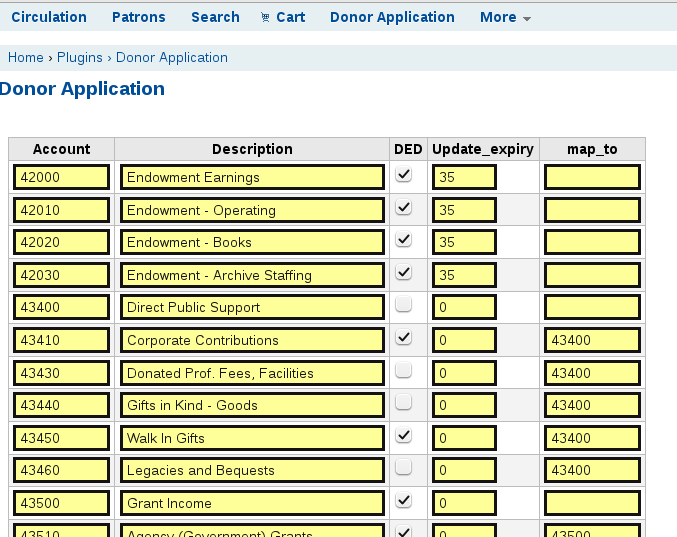 Circulation Patrons Search Cart Donor Application More
Home › Plugins › Donor Application
Donor Application
Account Description DED Update_expiry map_to
42000 Endowment Earnings 35
42010 Endowment - Operating 35
42020 Endowment - Books 35
42030 Endowment - Archive Staffing 35
43400 Direct Public Support 0
43410 Corporate Contributions 0 43400
43430 Donated Prof. Fees, Facilities 0 43400
43440 Gifts in Kind - Goods 0 43400
43450 Walk In Gifts 0 43400
43460 Legacies and Bequests 0 43400
43500 Grant Income 0
43510 Agency (Government) Grants 0 43500